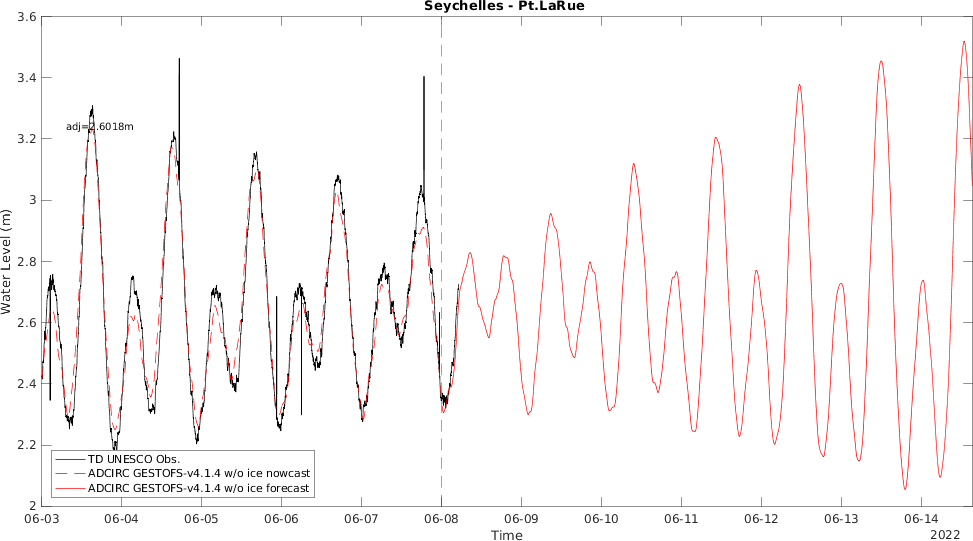 Seychelles - Pt.LaRue
3.6
3.4
3.2
3
2.8
2.6
2.4
2.2
2
Water Level (m)
adj=2.6018m
TD UNESCO Obs.
ADCIRC GESTOFS-v4.1.4 w/o ice nowcast
ADCIRC GESTOFS-v4.1.4 w/o ice forecast
06-03 06-04 06-05 06-06 06-07 06-08 06-09 06-10 06-11 06-12 06-13 06-14
Time
2022